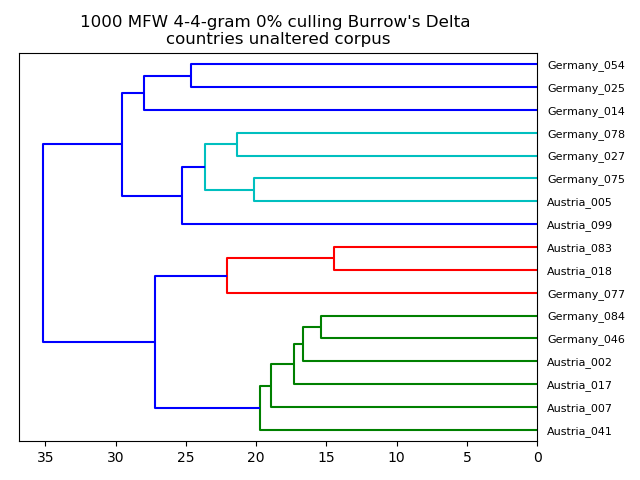 1000 MFW 4-4-gram 0% culling Burrow's Delta
countries unaltered corpus
Germany_054
Germany_025
Germany_014
Germany_078
Germany_027
Germany_075
Austria_005
Austria_099
Austria_083
Austria_018
Germany_077
Germany_084
Germany_046
Austria_002
Austria_017
Austria_007
Austria_041
35 30 25 20 15 10 5 0